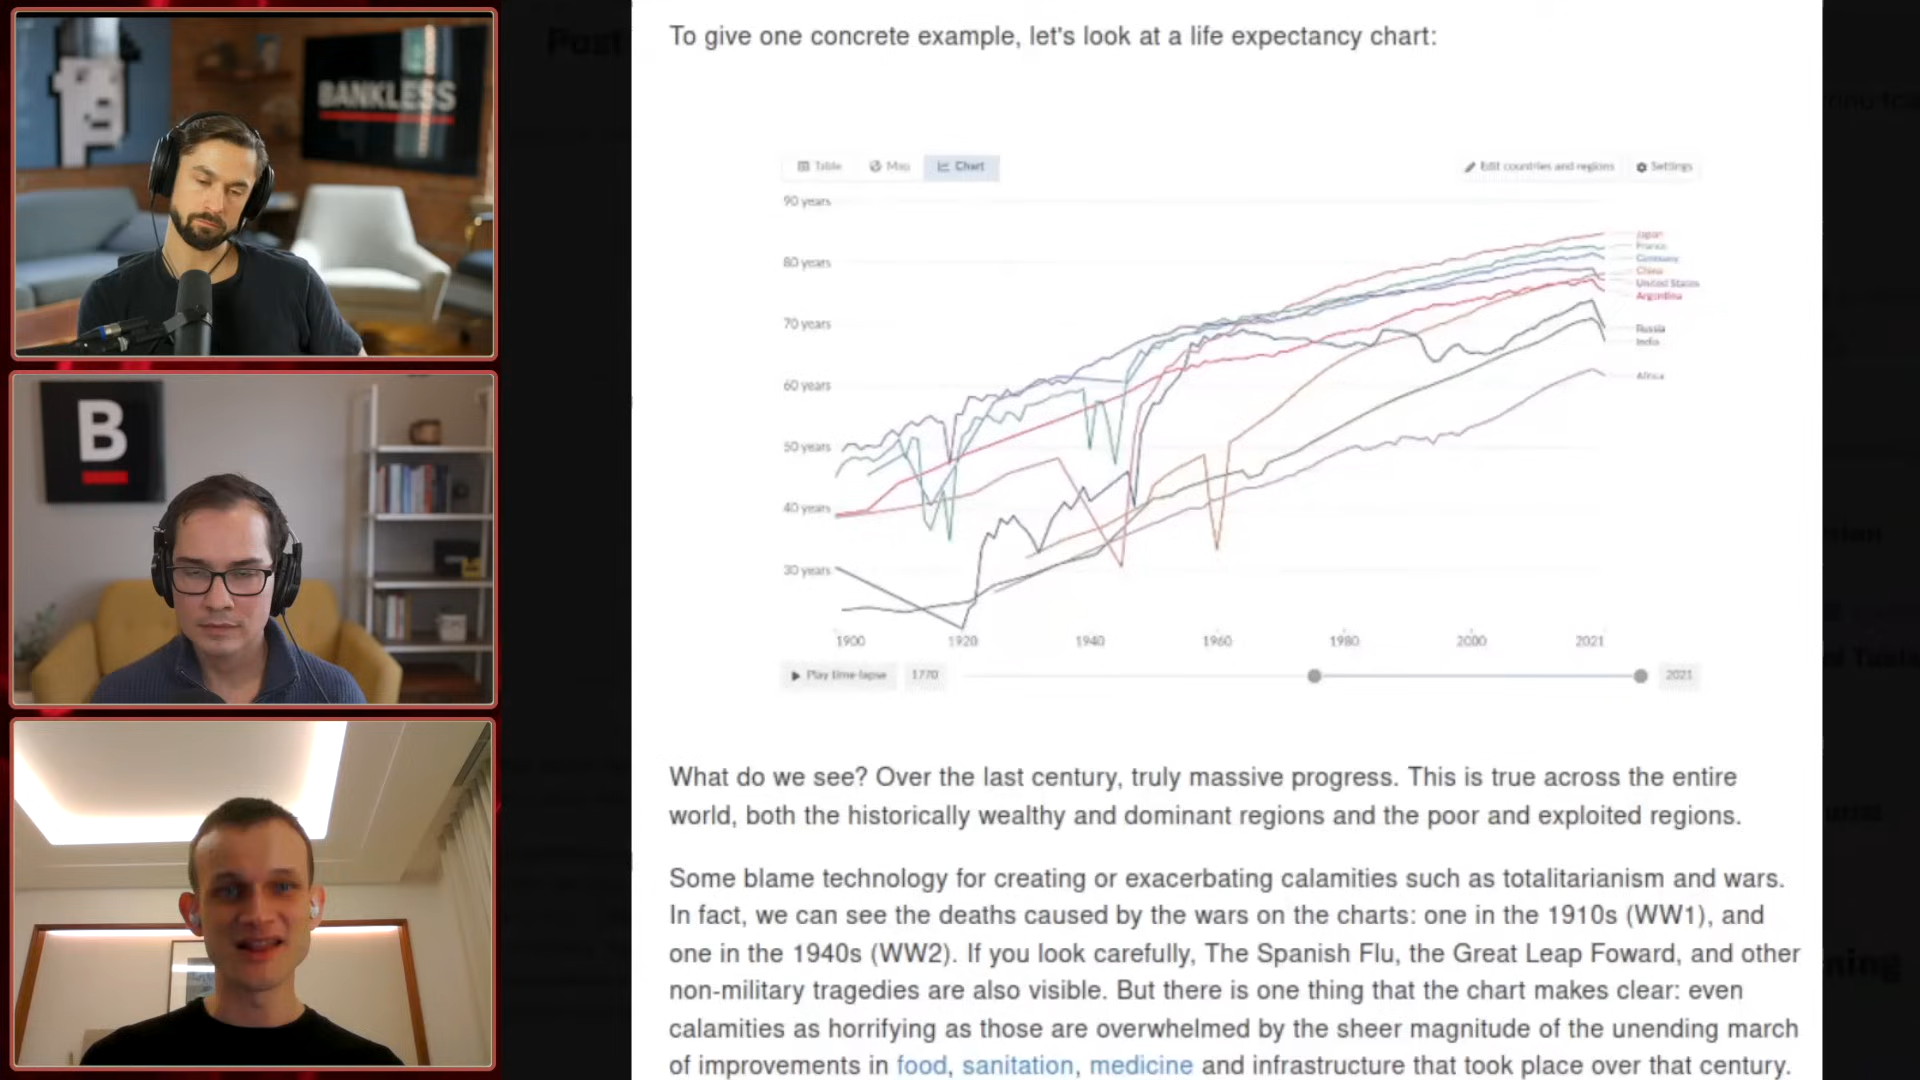 BANKLESS
B
To give one concrete example, let's look at a life expectancy chart:
Table Map Chart
Edit countries and regions Settings
90 years
80 years
70 years
60 years
50 years
40 years
30 years
Japan
France
Germany
China
United States
Argentina
Russia
India
Africa
1900 1920 1940 1960 1980 2000 2021
Play time-lapse 1770 2021
What do we see? Over the last century, truly massive progress. This is true across the entire
world, both the historically wealthy and dominant regions and the poor and exploited regions.
Some blame technology for creating or exacerbating calamities such as totalitarianism and wars.
In fact, we can see the deaths caused by the wars on the charts: one in the 1910s (WW1), and
one in the 1940s (WW2). If you look carefully, The Spanish Flu, the Great Leap Foward, and other
non-military tragedies are also visible. But there is one thing that the chart makes clear: even
calamities as horrifying as those are overwhelmed by the sheer magnitude of the unending march
of improvements in food, sanitation, medicine and infrastructure that took place over that century.